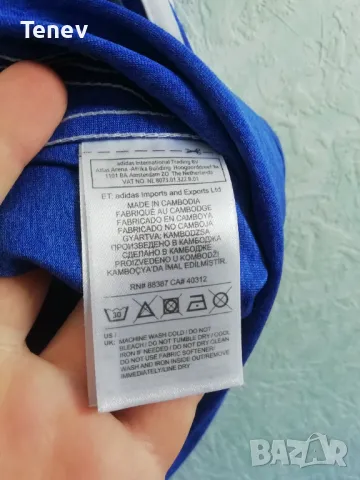 Tenev
adidas International Trading BV
Atlas Arena -Afrika Building- Hoogoorddreef 9a
1101 BA Amsterdam ZO The Netherlands
VAT NO. NL 8073.01.322.B.01
ET: adidas Imports and Exports Ltd
MADE IN CAMBODIA
FABRIQUÉ AU CAMBODGE
FABRICADO EN CAMBOYA
FABRICADO NO CAMBOJA
GYÁRTVA: KAMBODZSA
ПРОИЗВЕДЕНО В КАМБОДЖА
СДЕЛАНО В КАМБОДЖЕ
KAMBOÇYA'DA İMAL EDİLMİŞTİR.
RN# 88387 CA# 40312
30
US: MACHINE WASH COLD / DO NOT
UK: BLEACH / DO NOT TUMBLE DRY / COOL
IRON IF NEEDED / DO NOT DRY CLEAN /
DO NOT USE FABRIC SOFTENER/
WASH AND IRON INSIDE OUT/REMOVE
IMMEDIATELY/LINE DRY
BAZAR